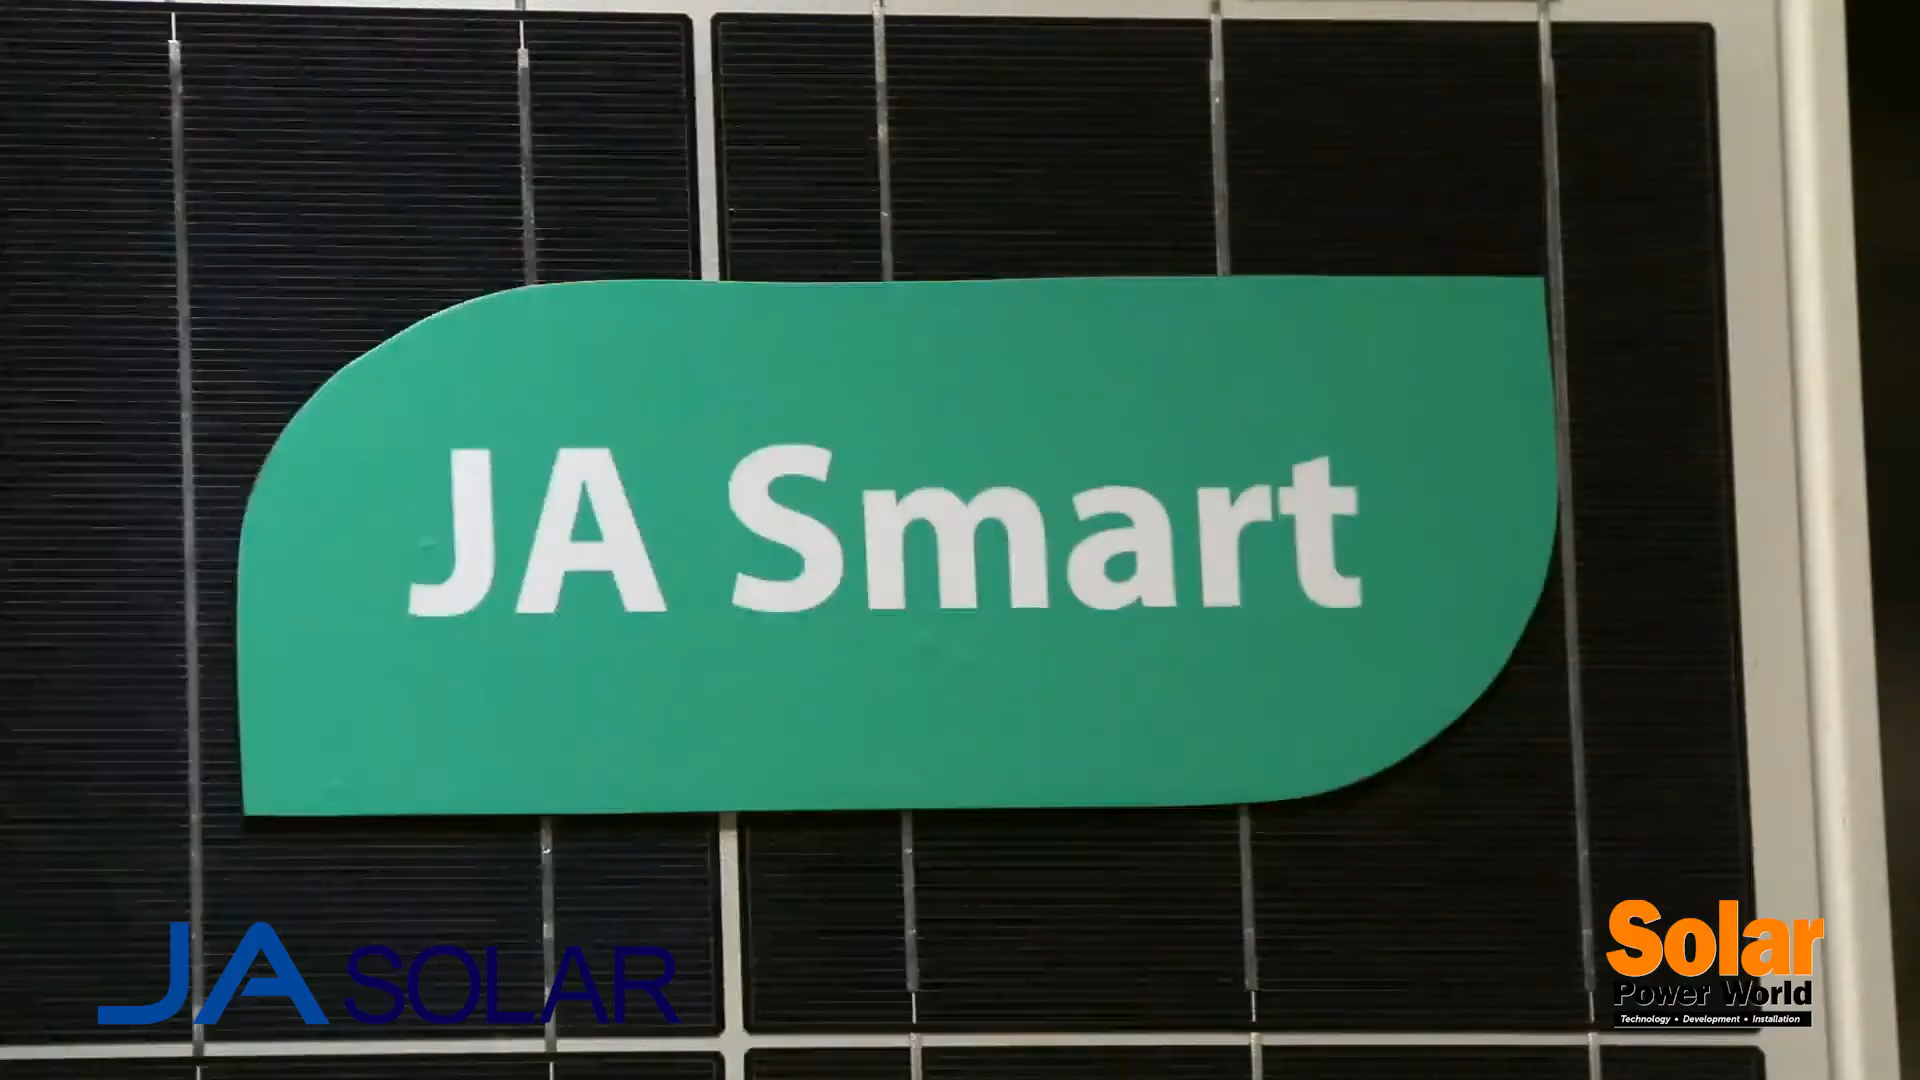 JA Smart
JA SOLAR
Solar
Power World
Technology • Development • Installation